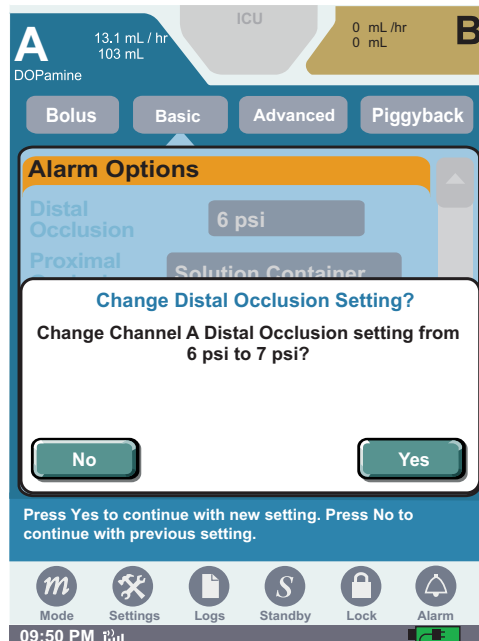 ICU
A
13.1 mL / hr
103 mL
DOPamine
0 mL /hr
0 mL
B
Bolus
Basic
Advanced
Piggyback
Alarm Options
Distal
Occlusion
6 psi
Proximal
Solution Container
Change Distal Occlusion Setting?
Change Channel A Distal Occlusion setting from
6 psi to 7 psi?
No
Yes
Press Yes to continue with new setting. Press No to
continue with previous setting.
m
S
Mode
Settings
Logs
Standby
Lock
Alarm
09:50 PM